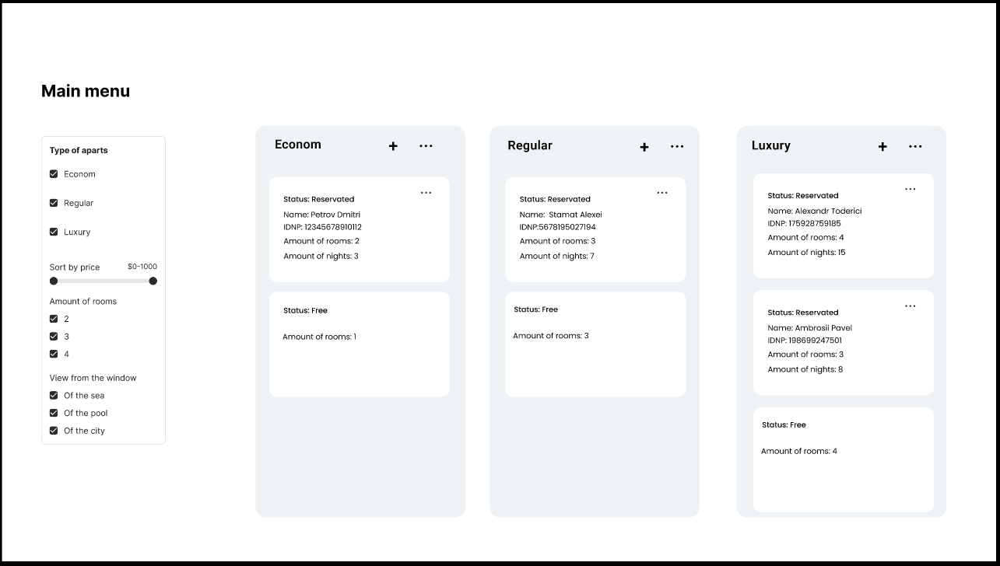 Main menu
Type of aparts
Econom
Regular
Luxury
Sort by price $0-1000
Amount of rooms
2
3
4
View from the window
Of the sea
Of the pool
Of the city
Econom + ...
Status: Reservated ...
Name: Petrov Dmitri
IDNP: 12345678910112
Amount of rooms: 2
Amount of nights: 3
Status: Free
Amount of rooms: 1
Regular + ...
Status: Reservated ...
Name:  Stamat Alexei
IDNP:5678195027194
Amount of rooms: 3
Amount of nights: 7
Status: Free
Amount of rooms: 3
Luxury + ...
Status: Reservated ...
Name: Alexandr Toderici
IDNP: 175928759185
Amount of rooms: 4
Amount of nights: 15
Status: Reservated ...
Name: Ambrosii Pavel
IDNP: 198699247501
Amount of rooms: 3
Amount of nights: 8
Status: Free
Amount of rooms: 4